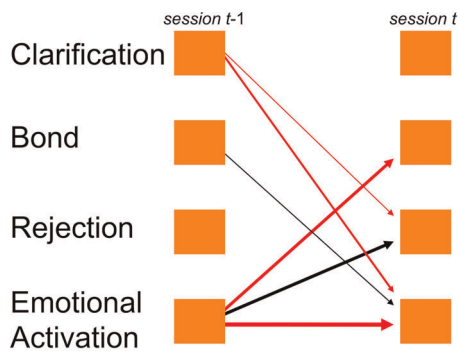 session t-1 session t
Clarification
Bond
Rejection
Emotional
Activation